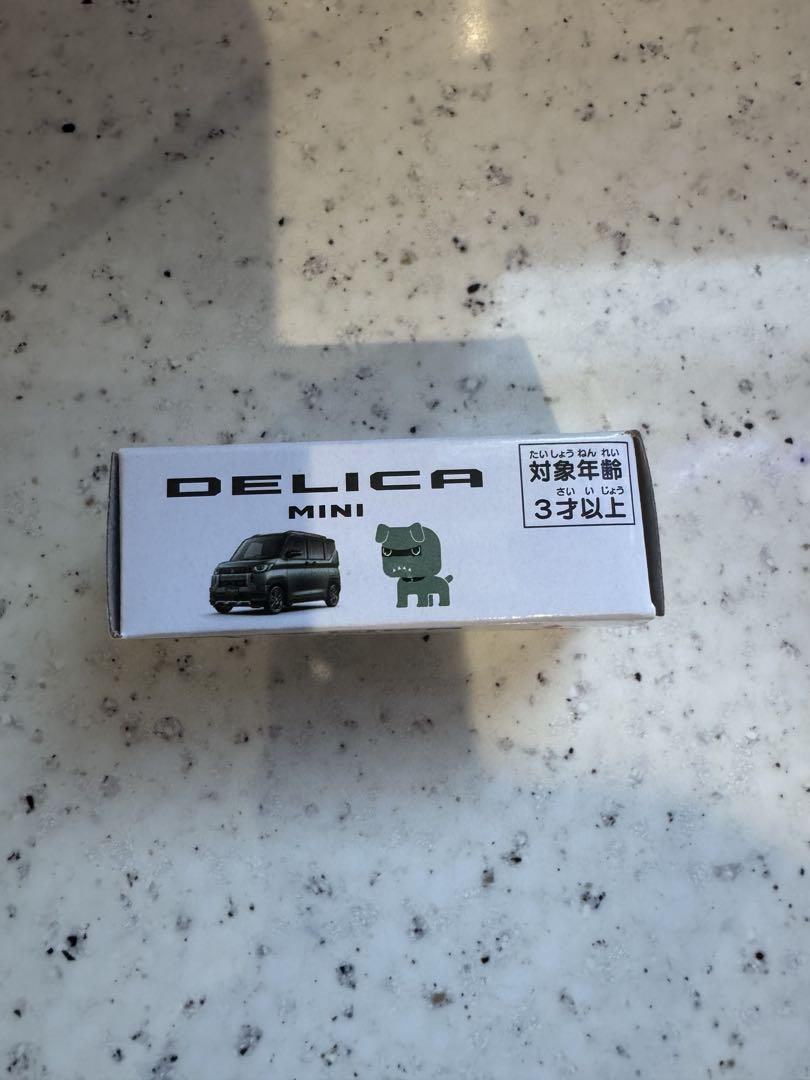 DELICA
MINI
たいしょう ねん れい
対象年齢
さい い じょう
3才以上